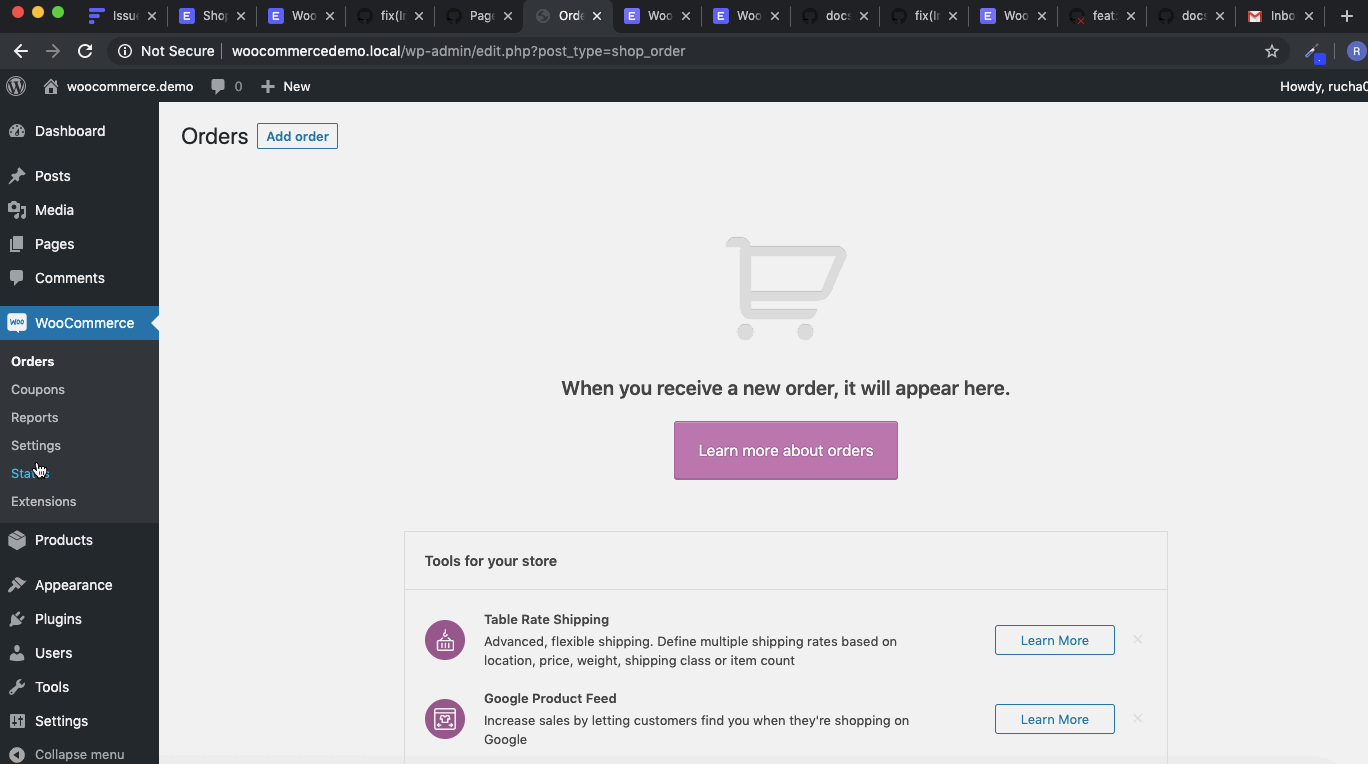 Issu
Sho
Woo
fix(I
Page
Orde
Woo
Woo
doc
fix(I
Woo
feat:
doc
Inbo
Not Secure woocommercedemo.local/wp-admin/edit.php?post_type=shop_order
R
woocommerce.demo 0 New Howdy, rucha
Dashboard
Posts
Media
Pages
Comments
WooCommerce
Orders
Coupons
Reports
Settings
Extensions
Products
Appearance
Plugins
Users
Tools
Settings
Collapse menu
Orders Add order
When you receive a new order, it will appear here.
Learn more about orders
Tools for your store
Table Rate Shipping
Advanced, flexible shipping. Define multiple shipping rates based on
location, price, weight, shipping class or item count
Learn More
Google Product Feed
Increase sales by letting customers find you when they're shopping on
Google
Learn More